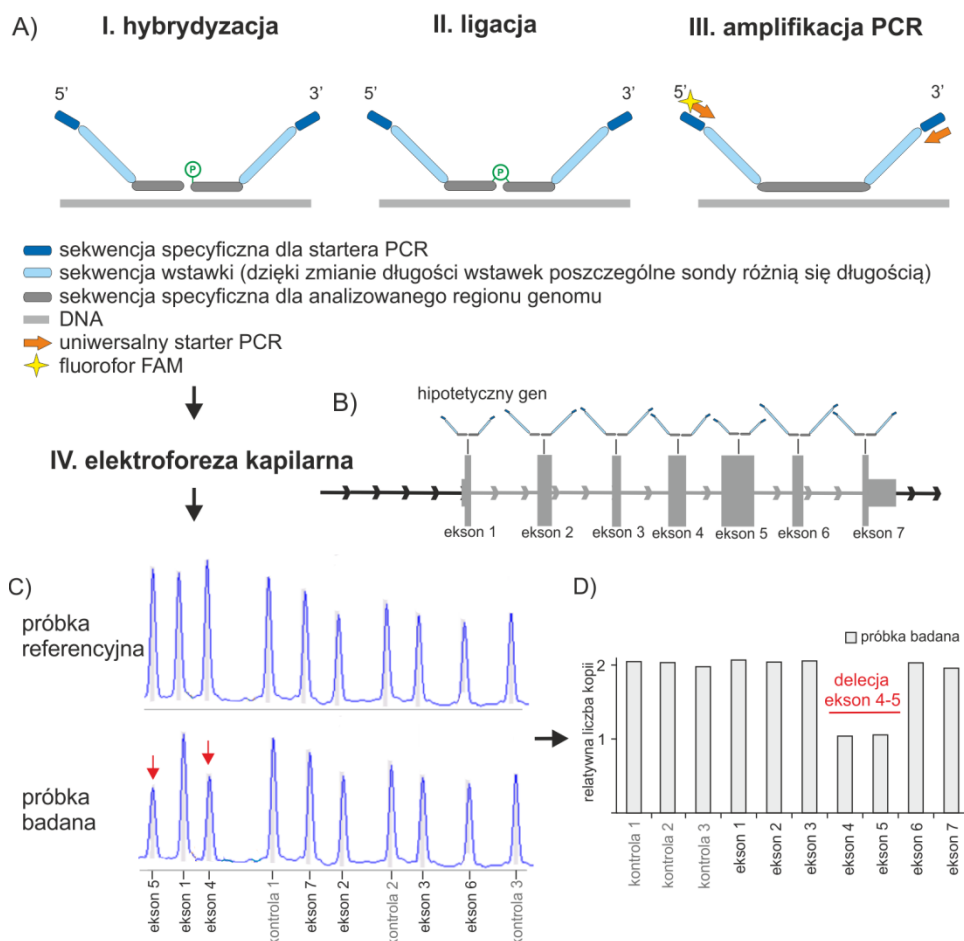 A)
I. hybrydyzacja
II. ligacja
III. amplifikacja PCR
5’
3’
5’
3’
5’
3’
P
P
sekwencja specyficzna dla startera PCR
sekwencja wstawki (dzięki zmianie długości wstawek poszczególne sondy różnią się długością)
sekwencja specyficzna dla analizowanego regionu genomu
DNA
uniwersalny starter PCR
fluorofor FAM
B)
hipotetyczny gen
IV. elektroforeza kapilarna
ekson 1
ekson 2
ekson 3
ekson 4
ekson 5
ekson 6
ekson 7
C)
próbka
referencyjna
próbka
badana
ekson 5
ekson 1
ekson 4
kontrola 1
ekson 7
ekson 2
kontrola 2
ekson 3
ekson 6
kontrola 3
D)
próbka badana
relatywna liczba kopii
2
1
delecja
ekson 4-5
kontrola 1
kontrola 2
kontrola 3
ekson 1
ekson 2
ekson 3
ekson 4
ekson 5
ekson 6
ekson 7